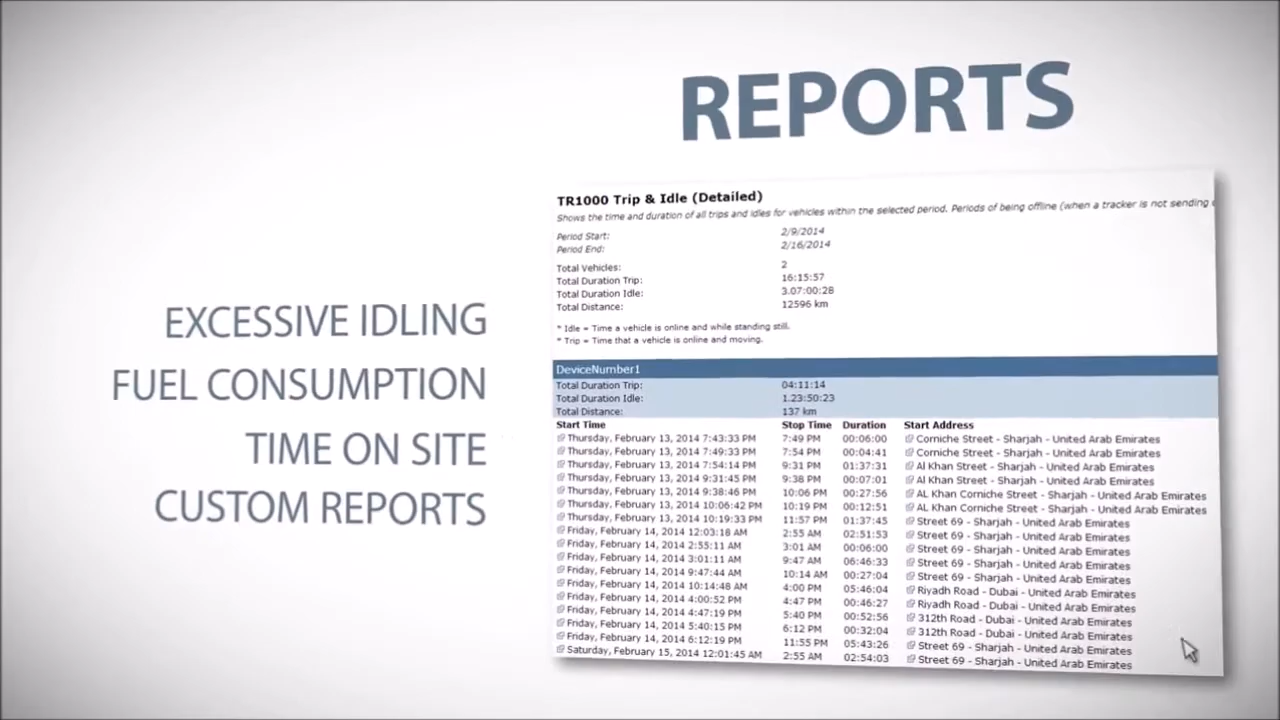 REPORTS
EXCESSIVE IDLING
FUEL CONSUMPTION
TIME ON SITE
CUSTOM REPORTS
TR1000 Trip & Idle (Detailed)
Shows the time and duration of all trips and idles for vehicles within the selected period. Periods of being offline (when a tracker is not sending
Period Start: 2/9/2014
Period End: 2/16/2014
Total Vehicles: 2
Total Duration Trip: 16:15:57
Total Duration Idle: 3.07:00:28
Total Distance: 12596 km
* Idle = Time a vehicle is online and while standing still.
* Trip = Time that a vehicle is online and moving.
DeviceNumber1
Total Duration Trip: 04:11:14
Total Duration Idle: 1.23:50:23
Total Distance: 137 km
Start Time Stop Time Duration Start Address
Thursday, February 13, 2014 7:43:33 PM 7:49 PM 00:06:00 Corniche Street - Sharjah - United Arab Emirates
Thursday, February 13, 2014 7:49:33 PM 7:54 PM 00:04:41 Corniche Street - Sharjah - United Arab Emirates
Thursday, February 13, 2014 7:54:14 PM 9:31 PM 01:37:31 Al Khan Street - Sharjah - United Arab Emirates
Thursday, February 13, 2014 9:31:45 PM 9:38 PM 00:07:01 Al Khan Street - Sharjah - United Arab Emirates
Thursday, February 13, 2014 9:38:46 PM 10:06 PM 00:27:56 AL Khan Corniche Street - Sharjah - United Arab Emirates
Thursday, February 13, 2014 10:06:42 PM 10:19 PM 00:12:51 AL Khan Corniche Street - Sharjah - United Arab Emirates
Thursday, February 13, 2014 10:19:33 PM 11:57 PM 01:37:45 Street 69 - Sharjah - United Arab Emirates
Friday, February 14, 2014 12:03:18 AM 2:55 AM 02:51:53 Street 69 - Sharjah - United Arab Emirates
Friday, February 14, 2014 2:55:11 AM 3:01 AM 00:06:00 Street 69 - Sharjah - United Arab Emirates
Friday, February 14, 2014 3:01:11 AM 9:47 AM 06:46:33 Street 69 - Sharjah - United Arab Emirates
Friday, February 14, 2014 9:47:44 AM 10:14 AM 00:27:04 Street 69 - Sharjah - United Arab Emirates
Friday, February 14, 2014 10:14:48 AM 4:00 PM 05:46:04 Riyadh Road - Dubai - United Arab Emirates
Friday, February 14, 2014 4:00:52 PM 4:47 PM 00:46:27 Riyadh Road - Dubai - United Arab Emirates
Friday, February 14, 2014 4:47:19 PM 5:40 PM 00:52:56 312th Road - Dubai - United Arab Emirates
Friday, February 14, 2014 5:40:15 PM 6:12 PM 00:32:04 312th Road - Dubai - United Arab Emirates
Friday, February 14, 2014 6:12:19 PM 11:55 PM 05:43:26 Street 69 - Sharjah - United Arab Emirates
Saturday, February 15, 2014 12:01:45 AM 2:55 AM 02:54:03 Street 69 - Sharjah - United Arab Emirates